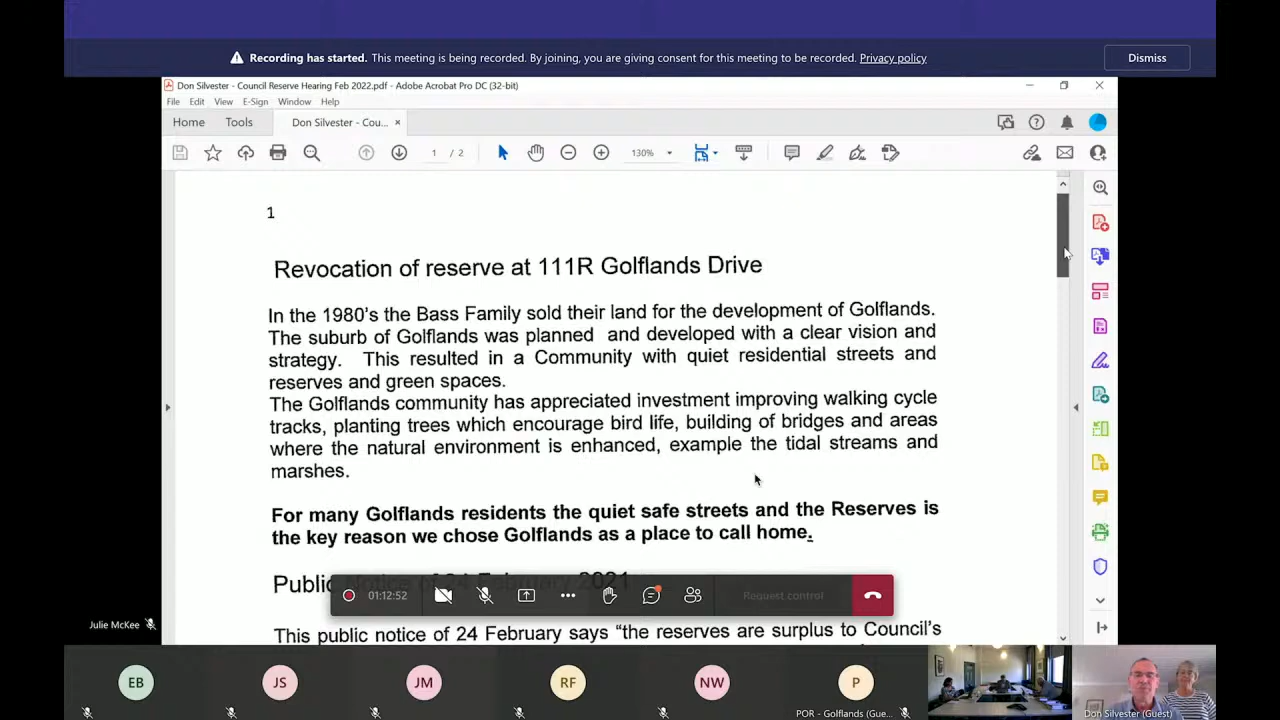 Recording has started. This meeting is being recorded. By joining, you are giving consent for this meeting to be recorded. Privacy policy
Dismiss
Don Silvester - Council Reserve Hearing Feb 2022.pdf - Adobe Acrobat Pro DC (32-bit)
File Edit View E-Sign Window Help
Home Tools Don Silvester - Cou... ×
1 / 2 130%
1
Revocation of reserve at 111R Golflands Drive
In the 1980's the Bass Family sold their land for the development of Golflands.
The suburb of Golflands was planned and developed with a clear vision and
strategy. This resulted in a Community with quiet residential streets and
reserves and green spaces.
The Golflands community has appreciated investment improving walking cycle
tracks, planting trees which encourage bird life, building of bridges and areas
where the natural environment is enhanced, example the tidal streams and
marshes.
For many Golflands residents the quiet safe streets and the Reserves is
the key reason we chose Golflands as a place to call home.
Public Notice of 24 February 2021
01:12:52 Request control
This public notice of 24 February says “the reserves are surplus to Council's
Julie McKee
EB JS JM RF NW P
POR - Golflands (Gue...
Don Silvester (Guest)